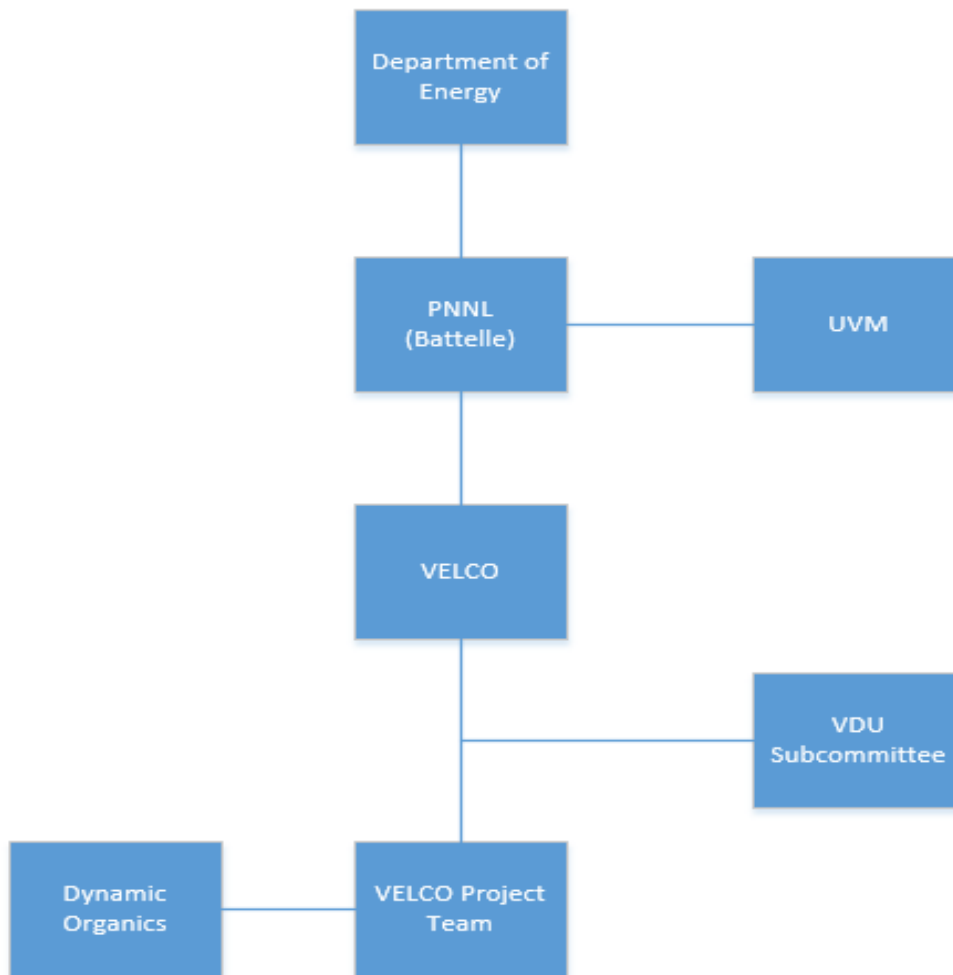 Department of
Energy
PNNL
(Battelle)
UVM
VELCO
VDU
Subcommittee
Dynamic
Organics
VELCO Project
Team